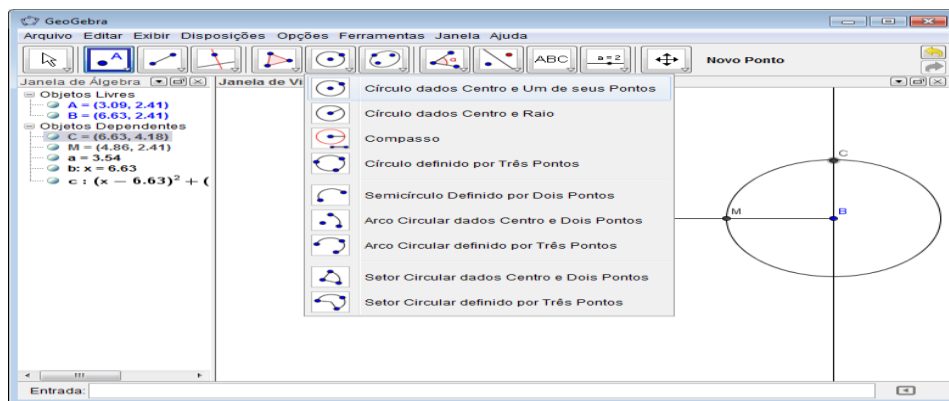 GeoGebra
Arquivo Editar Exibir Disposições Opções Ferramentas Janela Ajuda
A
ABC
a = 2
Novo Ponto
Janela de Álgebra
Janela de Vi
Objetos Livres
A = (3.09, 2.41)
B = (6.63, 2.41)
Objetos Dependentes
C = (6.63, 4.18)
M = (4.86, 2.41)
a = 3.54
b: x = 6.63
c : (x − 6.63)² + (
Círculo dados Centro e Um de seus Pontos
Círculo dados Centro e Raio
Compasso
Círculo definido por Três Pontos
Semicírculo Definido por Dois Pontos
Arco Circular dados Centro e Dois Pontos
Arco Circular definido por Três Pontos
Setor Circular dados Centro e Dois Pontos
Setor Circular definido por Três Pontos
C
M
B
Entrada: